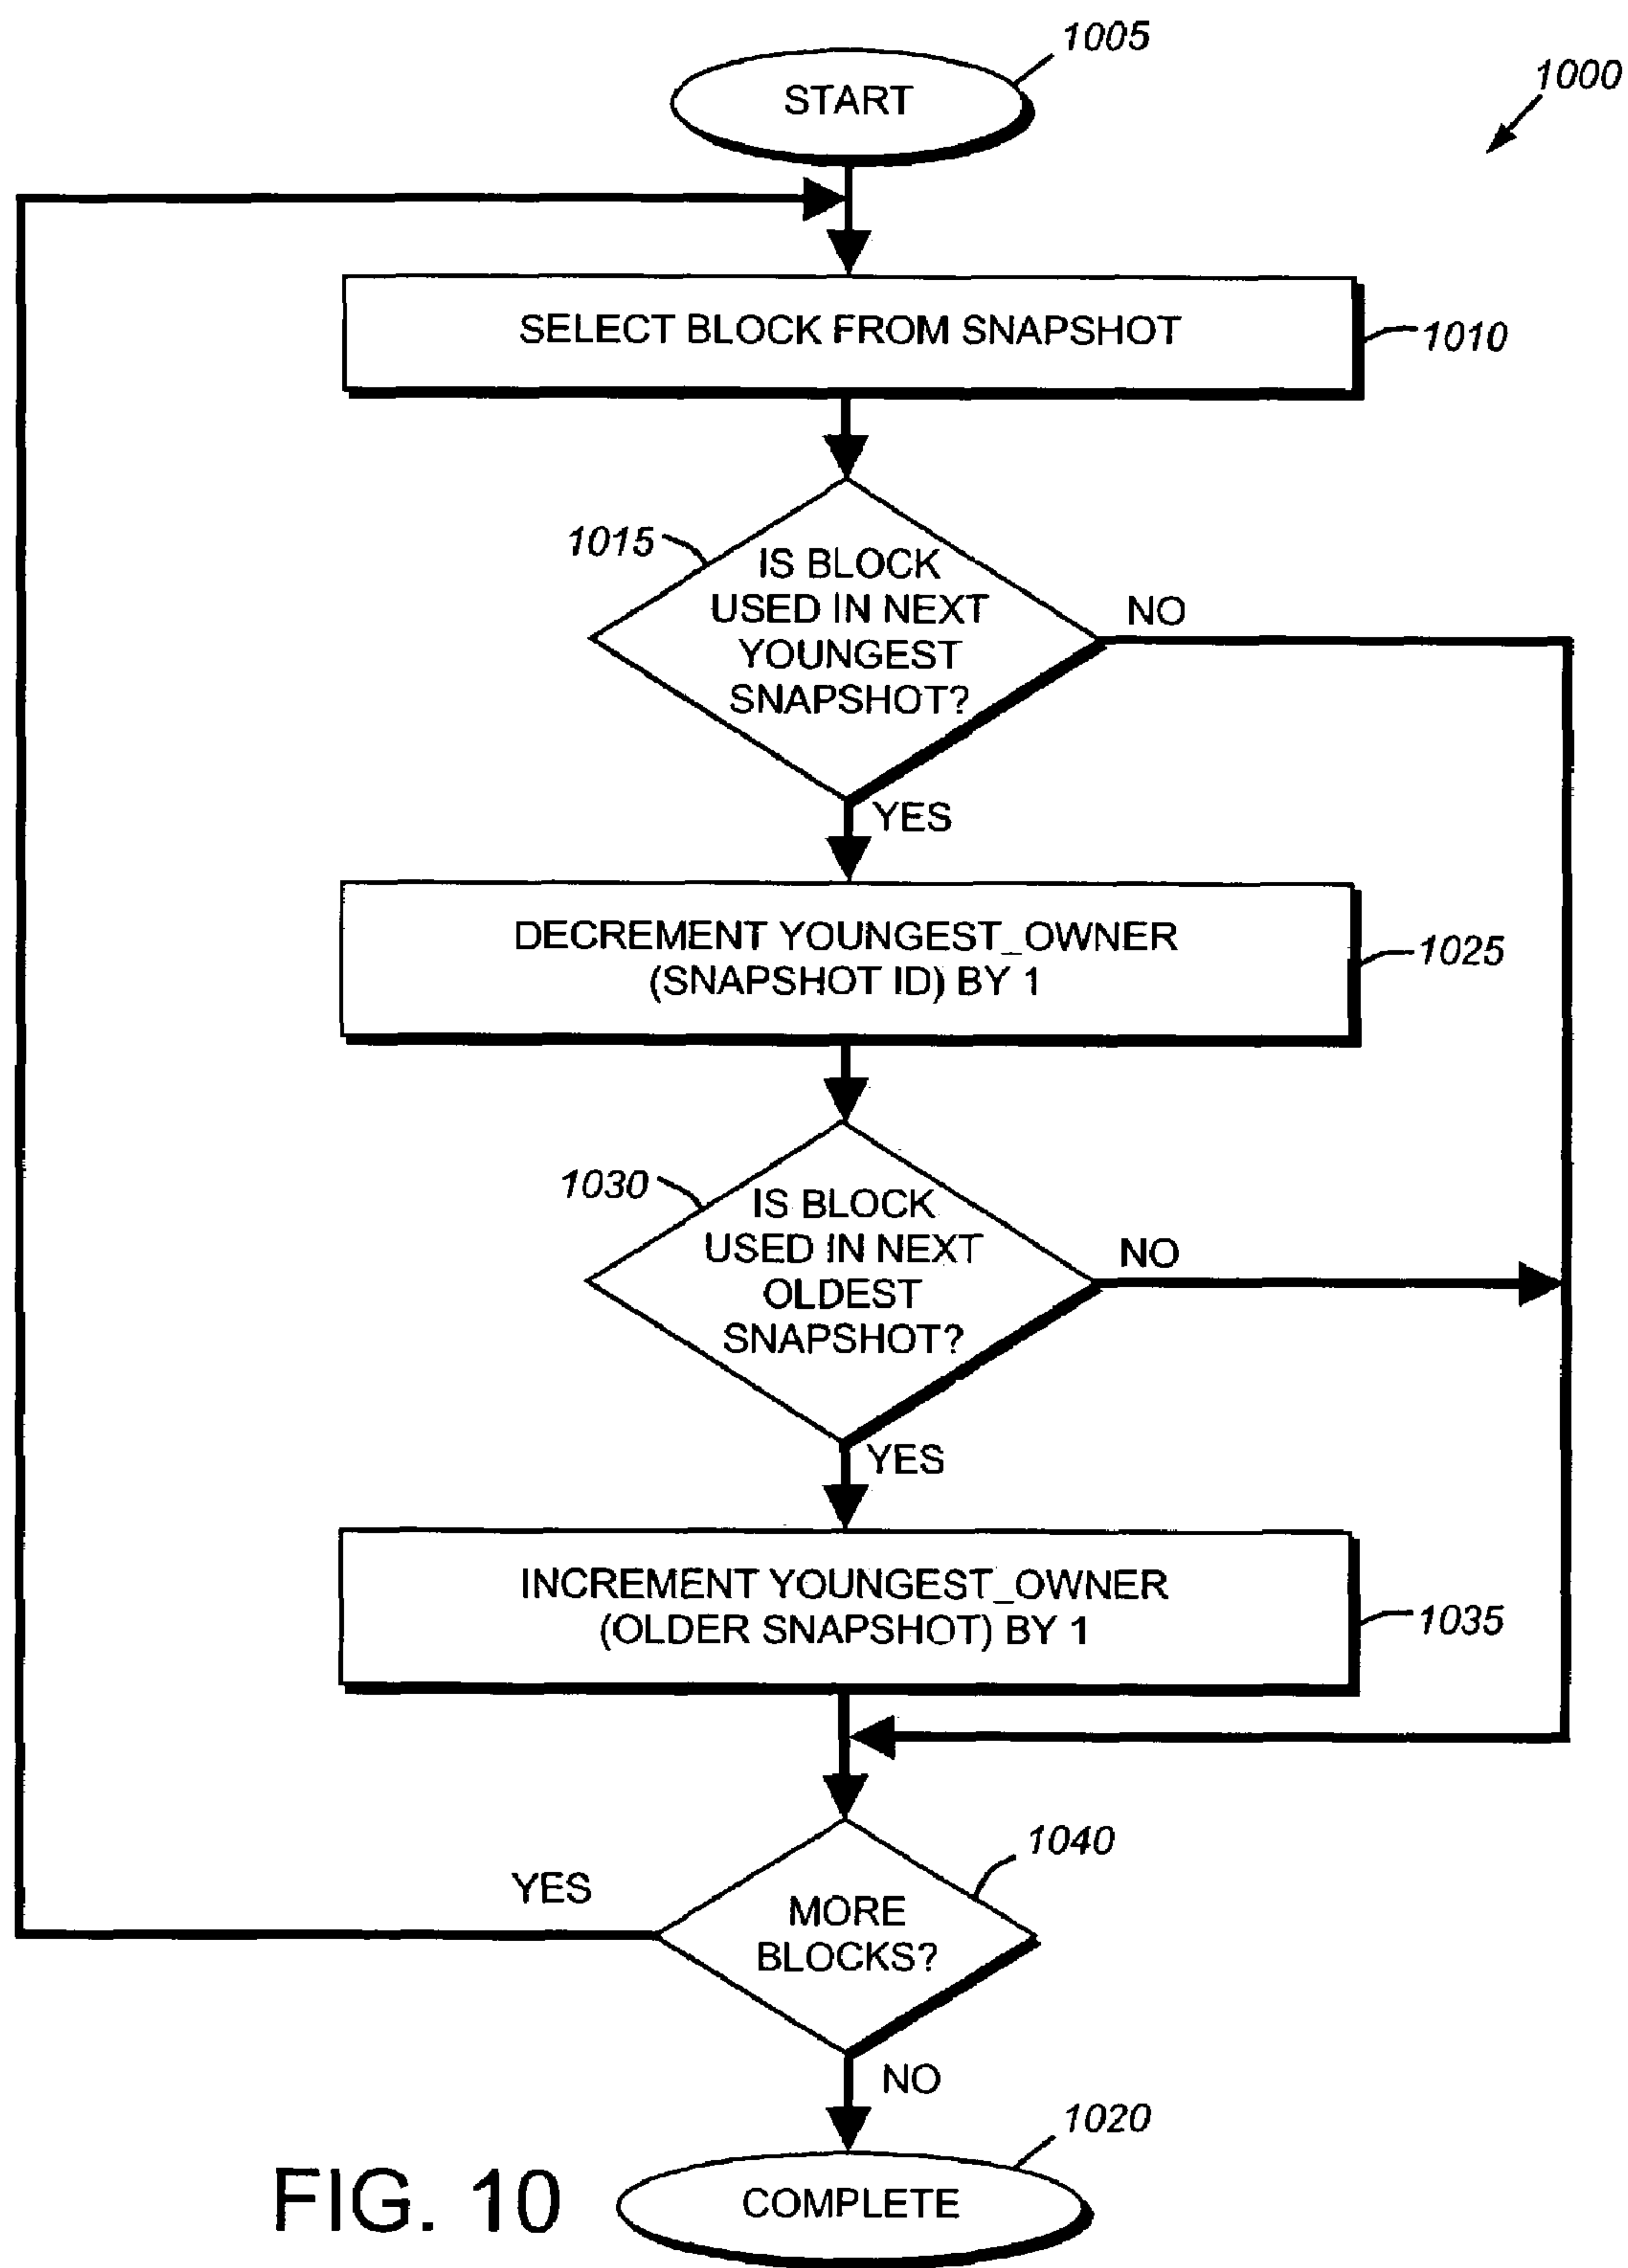 1005
START
1000
SELECT BLOCK FROM SNAPSHOT
1010
1015
IS BLOCK
USED IN NEXT
YOUNGEST
SNAPSHOT?
NO
YES
DECREMENT YOUNGEST_OWNER
(SNAPSHOT ID) BY 1
1025
1030
IS BLOCK
USED IN NEXT
OLDEST
SNAPSHOT?
NO
YES
INCREMENT YOUNGEST_OWNER
(OLDER SNAPSHOT) BY 1
1035
1040
YES
MORE
BLOCKS?
NO
1020
COMPLETE
FIG. 10